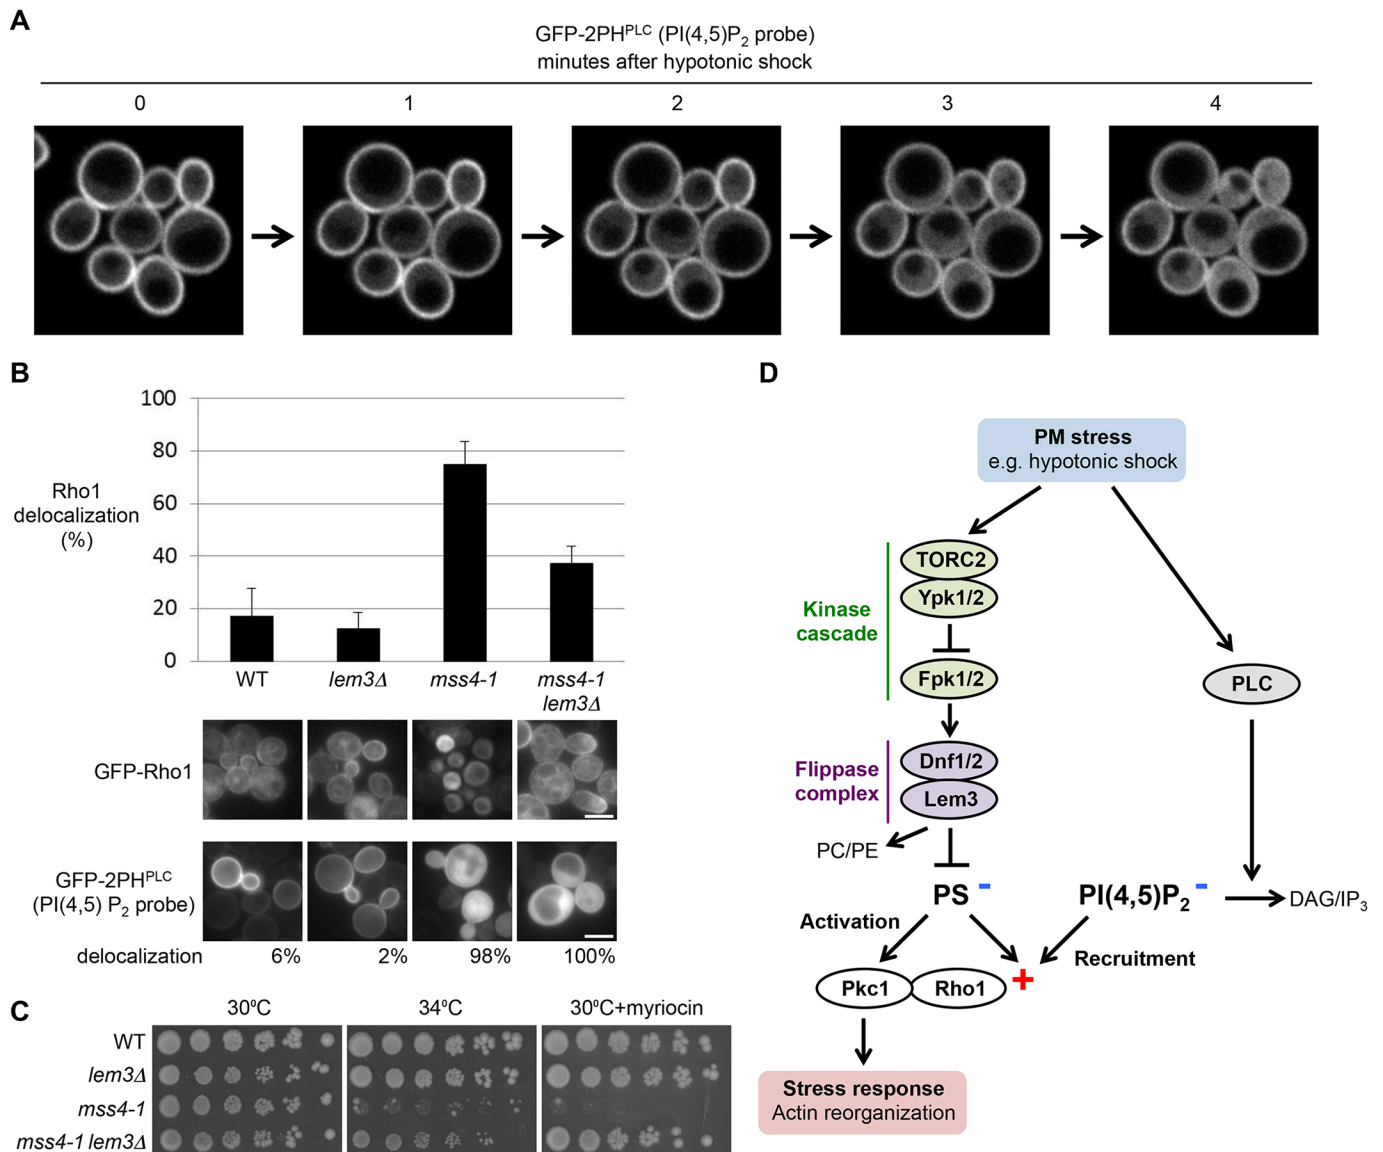 A
GFP-2PHᴾᴸᶜ (PI(4,5)P₂ probe)
minutes after hypotonic shock
0 1 2 3 4
B
100
80
60
40
20
0
Rho1
delocalization
(%)
WT lem3Δ mss4-1 mss4-1
lem3Δ
GFP-Rho1
GFP-2PHᴾᴸᶜ
(PI(4,5) P₂ probe)
delocalization 6% 2% 98% 100%
C
30ºC 34ºC 30ºC+myriocin
WT
lem3Δ
mss4-1
mss4-1 lem3Δ
D
PM stress
e.g. hypotonic shock
TORC2
Ypk1/2
Kinase
cascade
Fpk1/2
PLC
Flippase
complex
Dnf1/2
Lem3
PC/PE
PS - PI(4,5)P₂ - DAG/IP₃
Activation
Recruitment
Pkc1 Rho1 +
Stress response
Actin reorganization